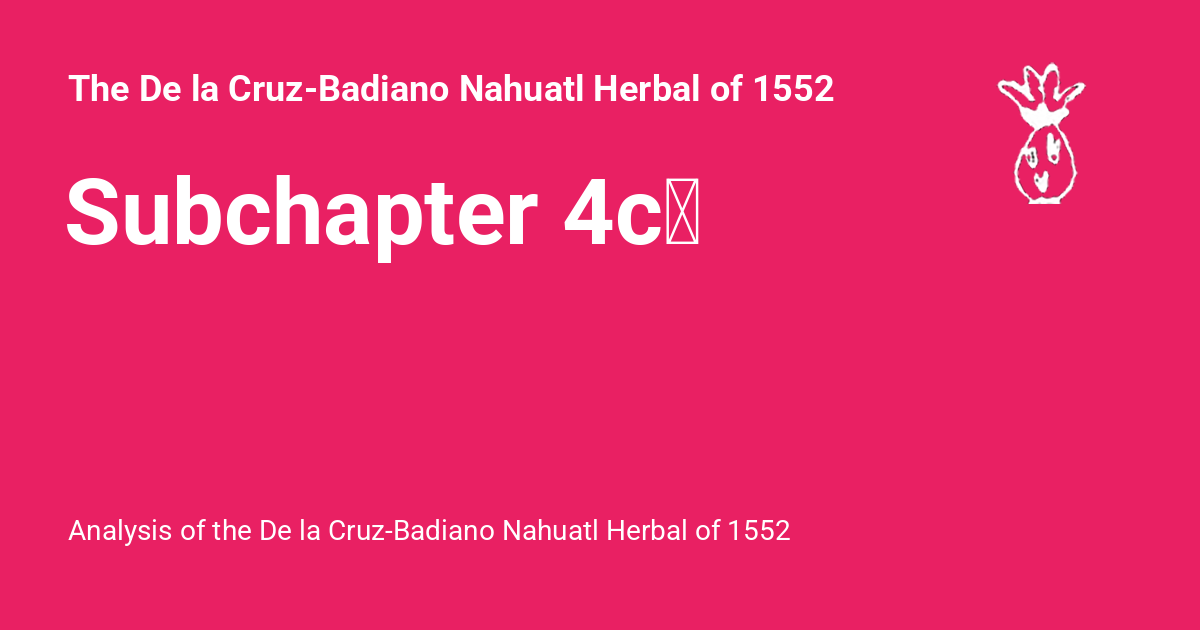 The De la Cruz-Badiano Nahuatl Herbal of 1552
Subchapter 4c
Analysis of the De la Cruz-Badiano Nahuatl Herbal of 1552